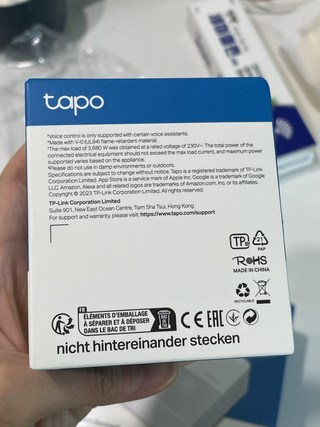 tapo
*Voice control is only supported with certain voice assistants.
*Made with V-0 (UL94) flame-retardant material.
*The max load of 3,680 W was obtained at a rated voltage of 230V~. The total power of the
connected electrical equipment should not exceed the max load current, and maximum power
supported varies based on the appliance.
*Please do not use in damp environments or outdoors.
Specifications are subject to change without notice. Tapo is a registered trademark of TP-Link
Corporation Limited. App Store is a service mark of Apple Inc. Google is a trademark of Google
LLC. Amazon, Alexa and all related logos are trademarks of Amazon.com, Inc. or its affiliates.
Copyright © 2023 TP-Link Corporation Limited.
TP-Link Corporation Limited
Suite 901, New East Ocean Centre, Tsim Sha Tsui, Hong Kong
For support and warranty, please visit https://www.tapo.com/support
TP
21
PAP
RoHS
MADE IN CHINA
RECYCLABLE
FR
ÉLÉMENTS D'EMBALLAGE
À SÉPARER ET À DÉPOSER
DANS LE BAC DE TRI
CE EAC
nicht hintereinander stecken